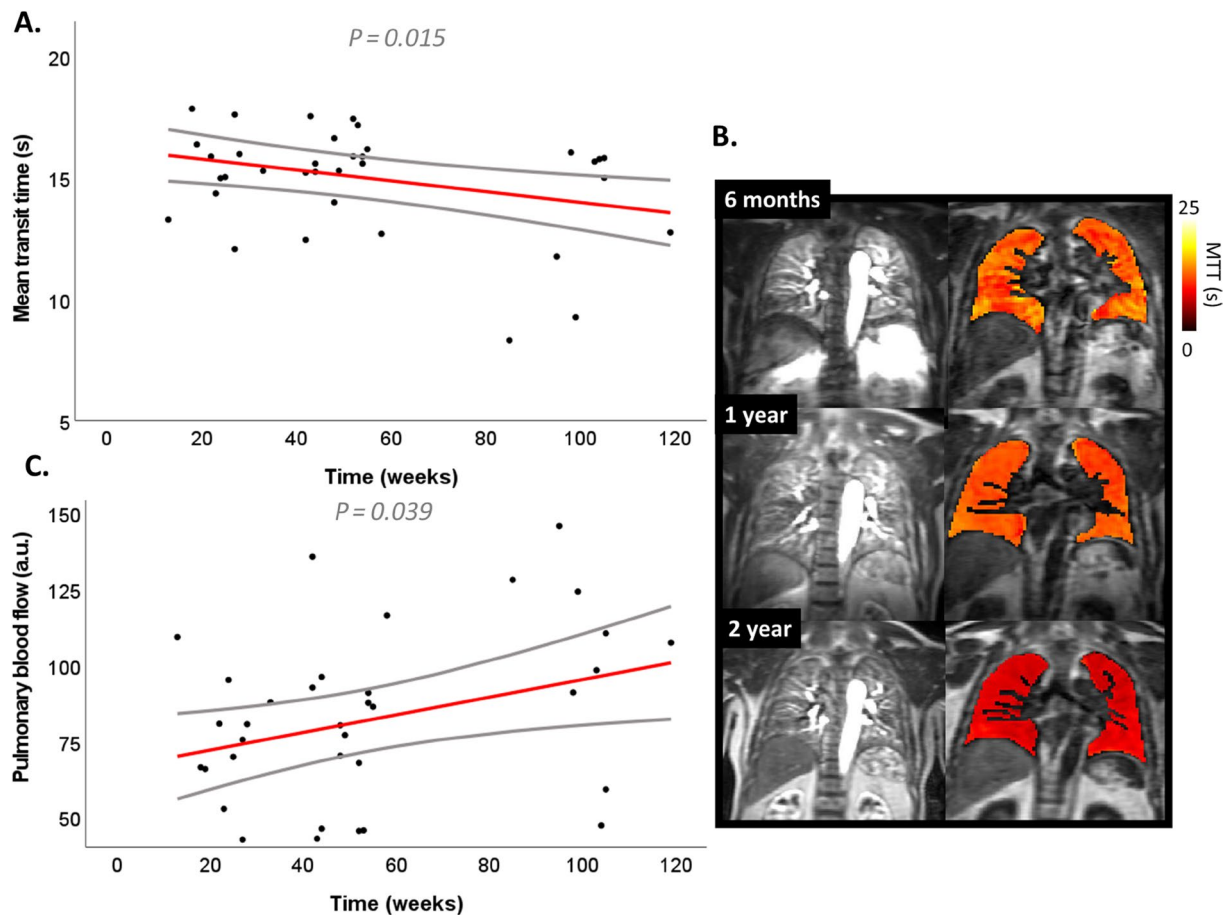 A.
P = 0.015
20
15
10
5
Mean transit time (s)
0 20 40 60 80 100 120
Time (weeks)
B.
6 months
1 year
2 year
25
MTT (s)
0
C.
P = 0.039
150
125
100
75
50
Pulmonary blood flow (a.u.)
0 20 40 60 80 100 120
Time (weeks)